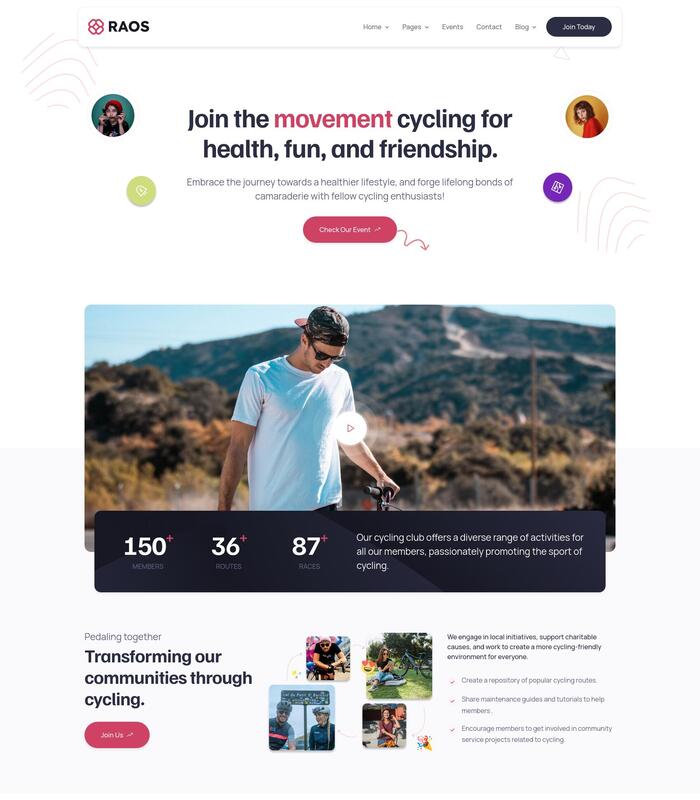 RAOS
Home Pages Events Contact Blog Join Today
Join the movement cycling for
health, fun, and friendship.
Embrace the journey towards a healthier lifestyle, and forge lifelong bonds of
camaraderie with fellow cycling enthusiasts!
Check Our Event
150+ 36+ 87+
MEMBERS ROUTES RACES
Our cycling club offers a diverse range of activities for
all our members, passionately promoting the sport of
cycling.
Pedaling together
Transforming our
communities through
cycling.
Join Us
We engage in local initiatives, support charitable
causes, and work to create a more cycling-friendly
environment for everyone.
Create a repository of popular cycling routes.
Share maintenance guides and tutorials to help
members.
Encourage members to get involved in community
service projects related to cycling.